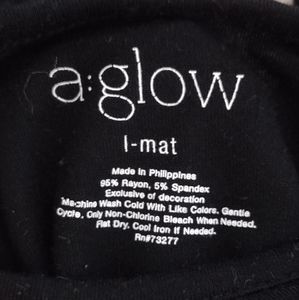 a:glow
l-mat
Made in Philippines
95% Rayon, 5% Spandex
Exclusive of decoration
Machine Wash Cold With Like Colors. Gentle
Cycle. Only Non-Chlorine Bleach When Needed.
Flat Dry. Cool Iron If Needed.
Rn#73277